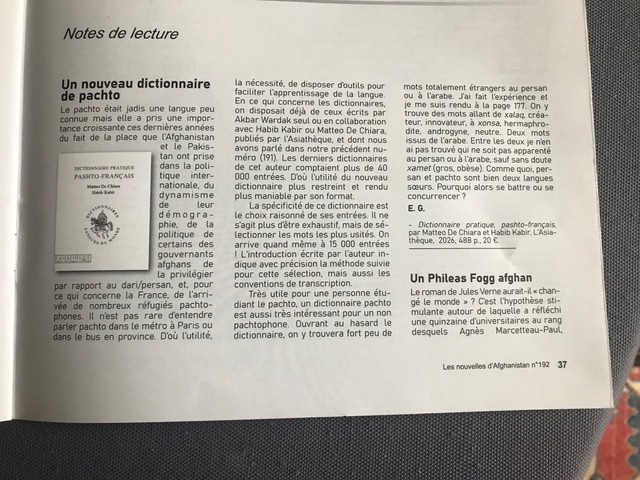 Notes de lecture
Un nouveau dictionnaire
de pachto
Le pachto était jadis une langue peu
connue mais elle a pris une impor-
tance croissante ces dernières années
du fait de la place que l'Afghanistan
et le Pakis-
tan ont prise
dans la poli-
tique inter-
nationale, du
dynamisme
de leur
démogra-
phie, de la
politique de
certains des
gouvernants
afghans de
la privilégier
DICTIONNAIRE PRATIQUE
PASHTO-FRANÇAIS
Matteo De Chiara
Habib Kabir
DICTIONNAIRES
LANGUES DU MONDE
L'ASIATHÈQUE
par rapport au dari/persan, et, pour
ce qui concerne la France, de l'arri-
vée de nombreux réfugiés pachto-
phones. Il n'est pas rare d'entendre
parler pachto dans le métro à Paris ou
dans le bus en province. D'où l'utilité,
la nécessité, de disposer d'outils pour
faciliter l'apprentissage de la langue.
En ce qui concerne les dictionnaires,
on disposait déjà de ceux écrits par
Akbar Wardak seul ou en collaboration
avec Habib Kabir ou Matteo De Chiara,
publiés par l'Asiathèque, et dont nous
avons parlé dans notre précédent nu-
méro (191). Les derniers dictionnaires
de cet auteur comptaient plus de 40
000 entrées. D'où l'utilité du nouveau
dictionnaire plus restreint et rendu
plus maniable par son format.
La spécificité de ce dictionnaire est
le choix raisonné de ses entrées. Il ne
s'agit plus d'être exhaustif, mais de sé-
lectionner les mots les plus usités. On
arrive quand même à 15 000 entrées
! L'introduction écrite par l'auteur indi-
que avec précision la méthode suivie
pour cette sélection, mais aussi les
conventions de transcription.
Très utile pour une personne étu-
diant le pachto, un dictionnaire pachto
est aussi très intéressant pour un non
pachtophone. Ouvrant au hasard le
dictionnaire, on y trouvera fort peu de
mots totalement étrangers au persan
ou à l'arabe. J'ai fait l'expérience et
je me suis rendu à la page 177. On y
trouve des mots allant de xalaq, créa-
teur, innovateur, à xonsa, hermaphro-
dite, androgyne, neutre. Deux mots
issus de l'arabe. Entre les deux je n'en
ai pas trouvé qui ne soit pas apparenté
au persan ou à l'arabe, sauf sans doute
xamet (gros, obèse). Comme quoi, per-
san et pachto sont bien deux langues
sœurs. Pourquoi alors se battre ou se
concurrencer ?
E. G.
- Dictionnaire pratique, pashto-français,
par Matteo De Chiara et Habib Kabir, L'Asia-
thèque, 2026, 488 p., 20 €.
Un Phileas Fogg afghan
Le roman de Jules Verne aurait-il « chan-
gé le monde » ? C'est l'hypothèse sti-
mulante autour de laquelle a réfléchi
une quinzaine d'universitaires au rang
desquels Agnès Marcetteau-Paul,
Les nouvelles d'Afghanistan n°192 37